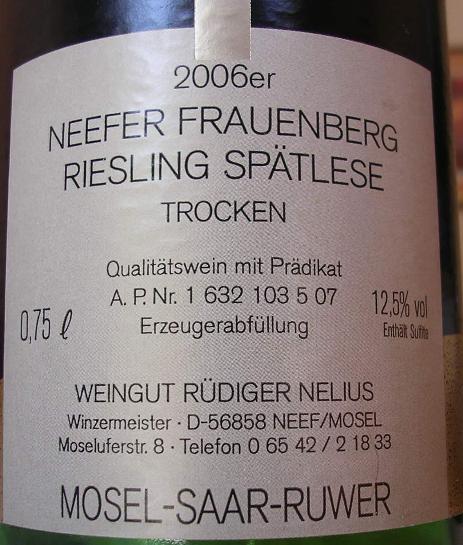 2006er
NEEFER FRAUENBERG
RIESLING SPÄTLESE
TROCKEN
Qualitätswein mit Prädikat
A. P. Nr. 1 632 103 5 07
0,75 ℓ
Erzeugerabfüllung
12,5% vol
Enthält Sulfite
WEINGUT RÜDIGER NELIUS
Winzermeister · D-56858 NEEF/MOSEL
Moseluferstr. 8 · Telefon 0 65 42 / 2 18 33
MOSEL-SAAR-RUWER